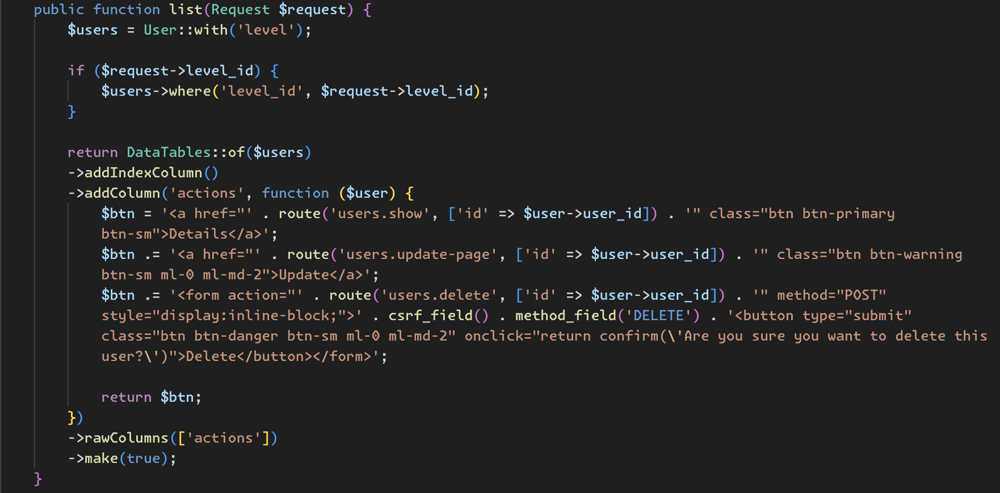 public function list(Request $request) {
$users = User::with('level');
if ($request->level_id) {
$users->where('level_id', $request->level_id);
}
return DataTables::of($users)
->addIndexColumn()
->addColumn('actions', function ($user) {
$btn = '<a href="' . route('users.show', ['id' => $user->user_id]) . '" class="btn btn-primary
btn-sm">Details</a>';
$btn .= '<a href="' . route('users.update-page', ['id' => $user->user_id]) . '" class="btn btn-warning
btn-sm ml-0 ml-md-2">Update</a>';
$btn .= '<form action="' . route('users.delete', ['id' => $user->user_id]) . '" method="POST"
style="display:inline-block;">' . csrf_field() . method_field('DELETE') . '<button type="submit"
class="btn btn-danger btn-sm ml-0 ml-md-2" onclick="return confirm(\'Are you sure you want to delete this
user?\')">Delete</button></form>';
return $btn;
})
->rawColumns(['actions'])
->make(true);
}